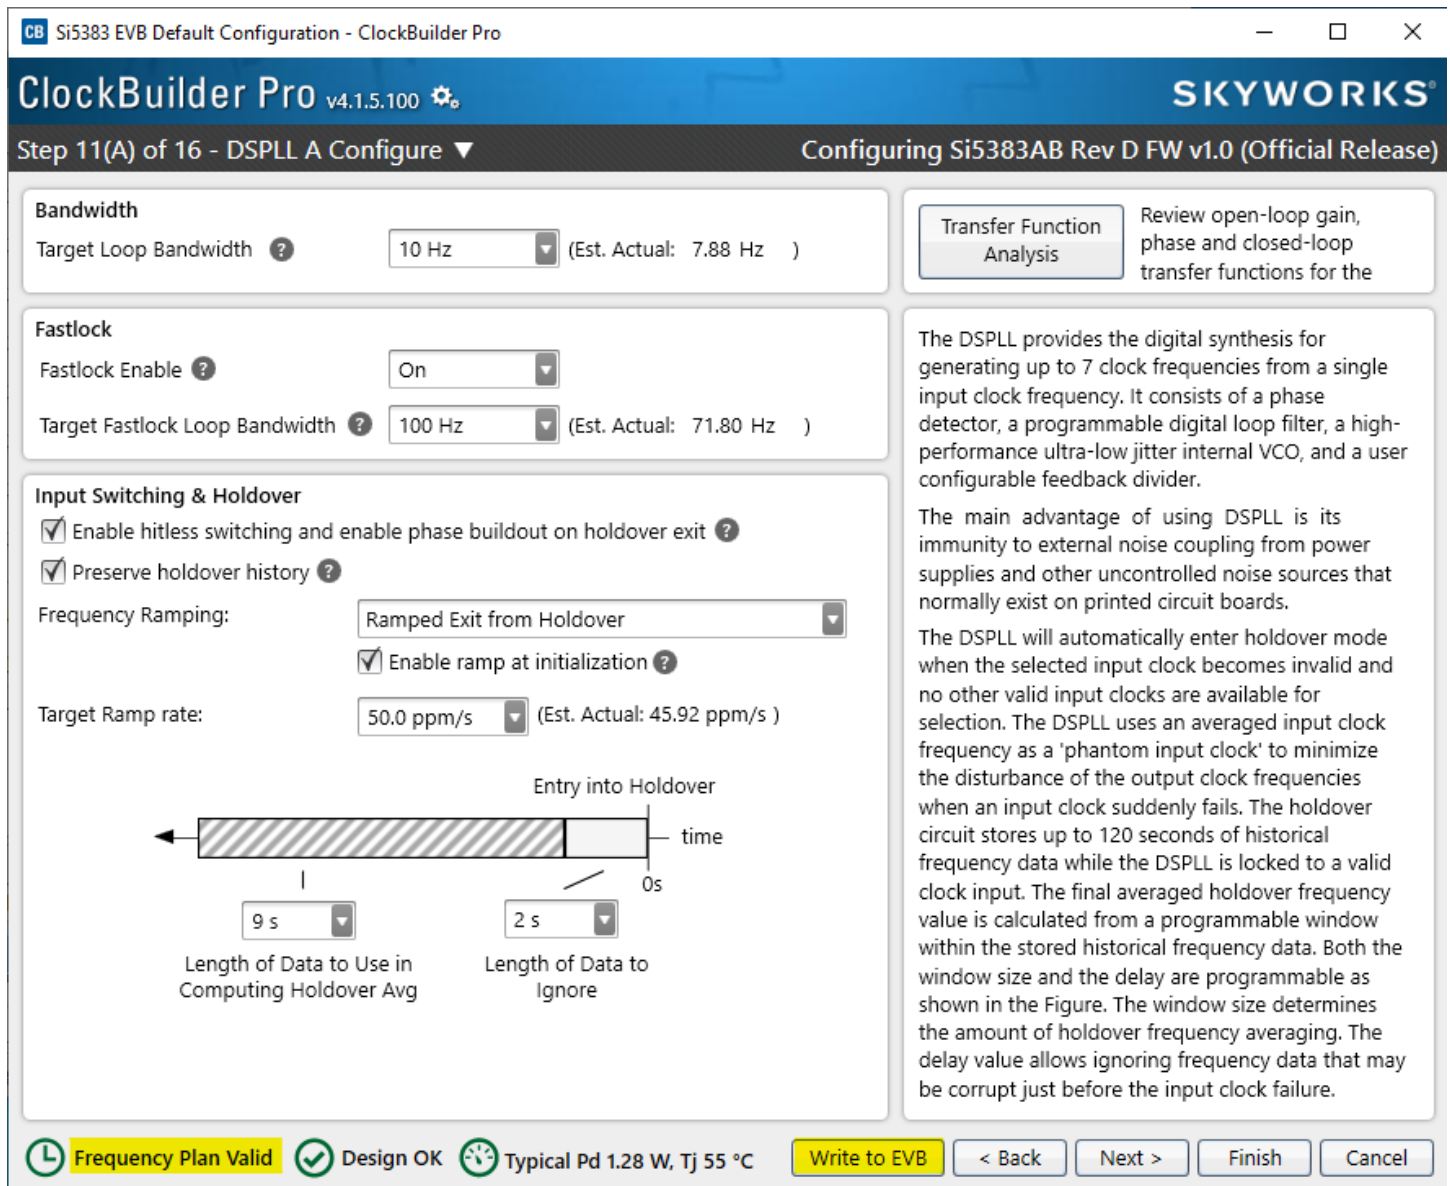 CB Si5383 EVB Default Configuration - ClockBuilder Pro
ClockBuilder Pro v4.1.5.100
SKYWORKS
Step 11(A) of 16 - DSPLL A Configure ▼
Configuring Si5383AB Rev D FW v1.0 (Official Release)
Bandwidth
Target Loop Bandwidth ? 10 Hz (Est. Actual: 7.88 Hz )
Fastlock
Fastlock Enable ? On
Target Fastlock Loop Bandwidth ? 100 Hz (Est. Actual: 71.80 Hz )
Input Switching & Holdover
Enable hitless switching and enable phase buildout on holdover exit ?
Preserve holdover history ?
Frequency Ramping: Ramped Exit from Holdover
Enable ramp at initialization ?
Target Ramp rate: 50.0 ppm/s (Est. Actual: 45.92 ppm/s )
Entry into Holdover
time
0s
9 s
2 s
Length of Data to Use in
Computing Holdover Avg
Length of Data to
Ignore
Transfer Function
Analysis
Review open-loop gain,
phase and closed-loop
transfer functions for the
The DSPLL provides the digital synthesis for
generating up to 7 clock frequencies from a single
input clock frequency. It consists of a phase
detector, a programmable digital loop filter, a high-
performance ultra-low jitter internal VCO, and a user
configurable feedback divider.
The main advantage of using DSPLL is its
immunity to external noise coupling from power
supplies and other uncontrolled noise sources that
normally exist on printed circuit boards.
The DSPLL will automatically enter holdover mode
when the selected input clock becomes invalid and
no other valid input clocks are available for
selection. The DSPLL uses an averaged input clock
frequency as a 'phantom input clock' to minimize
the disturbance of the output clock frequencies
when an input clock suddenly fails. The holdover
circuit stores up to 120 seconds of historical
frequency data while the DSPLL is locked to a valid
clock input. The final averaged holdover frequency
value is calculated from a programmable window
within the stored historical frequency data. Both the
window size and the delay are programmable as
shown in the Figure. The window size determines
the amount of holdover frequency averaging. The
delay value allows ignoring frequency data that may
be corrupt just before the input clock failure.
Frequency Plan Valid
Design OK
Typical Pd 1.28 W, Tj 55 °C
Write to EVB
< Back
Next >
Finish
Cancel